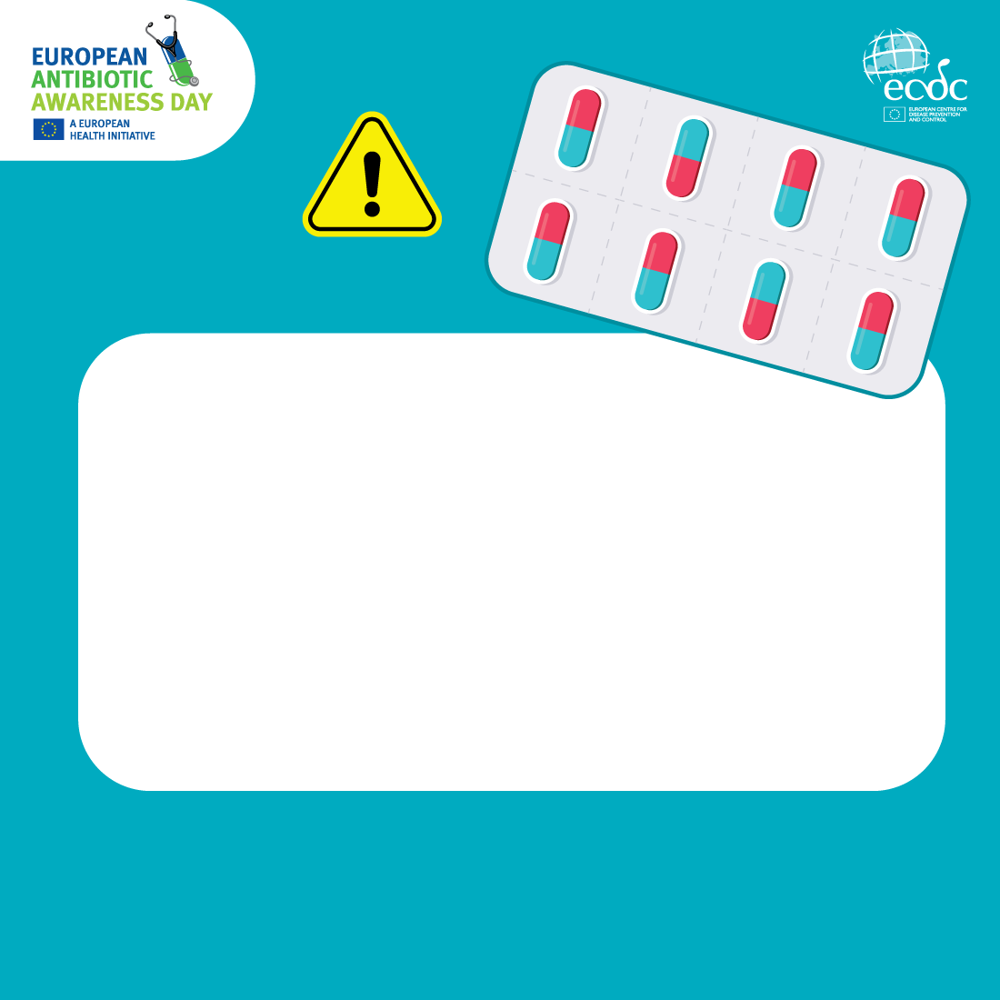 EUROPEAN
ANTIBIOTIC
AWARENESS DAY
A EUROPEAN
HEALTH INITIATIVE
ecdc
EUROPEAN CENTRE FOR
DISEASE PREVENTION
AND CONTROL